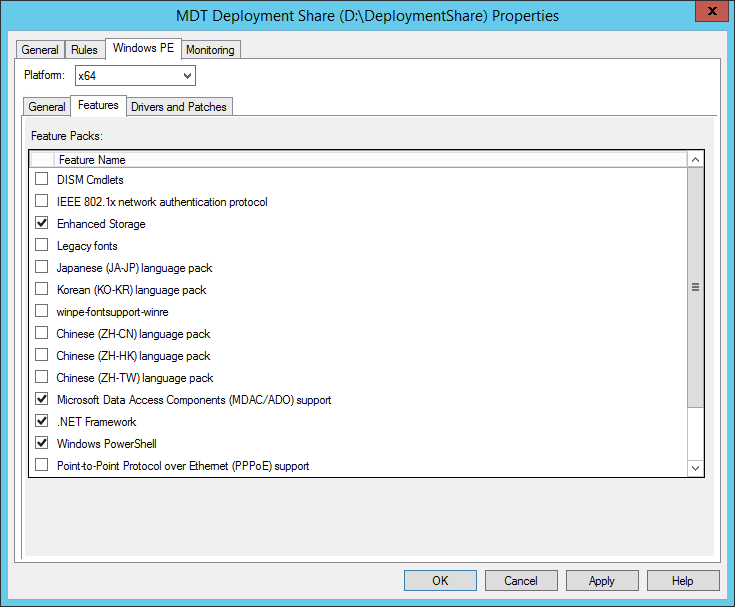 MDT Deployment Share (D:\DeploymentShare) Properties
X
General Rules Windows PE Monitoring
Platform: x64
General Features Drivers and Patches
Feature Packs:
Feature Name
DISM Cmdlets
IEEE 802.1x network authentication protocol
Enhanced Storage
Legacy fonts
Japanese (JA-JP) language pack
Korean (KO-KR) language pack
winpe-fontsupport-winre
Chinese (ZH-CN) language pack
Chinese (ZH-HK) language pack
Chinese (ZH-TW) language pack
Microsoft Data Access Components (MDAC/ADO) support
.NET Framework
Windows PowerShell
Point-to-Point Protocol over Ethernet (PPPoE) support
OK Cancel Apply Help